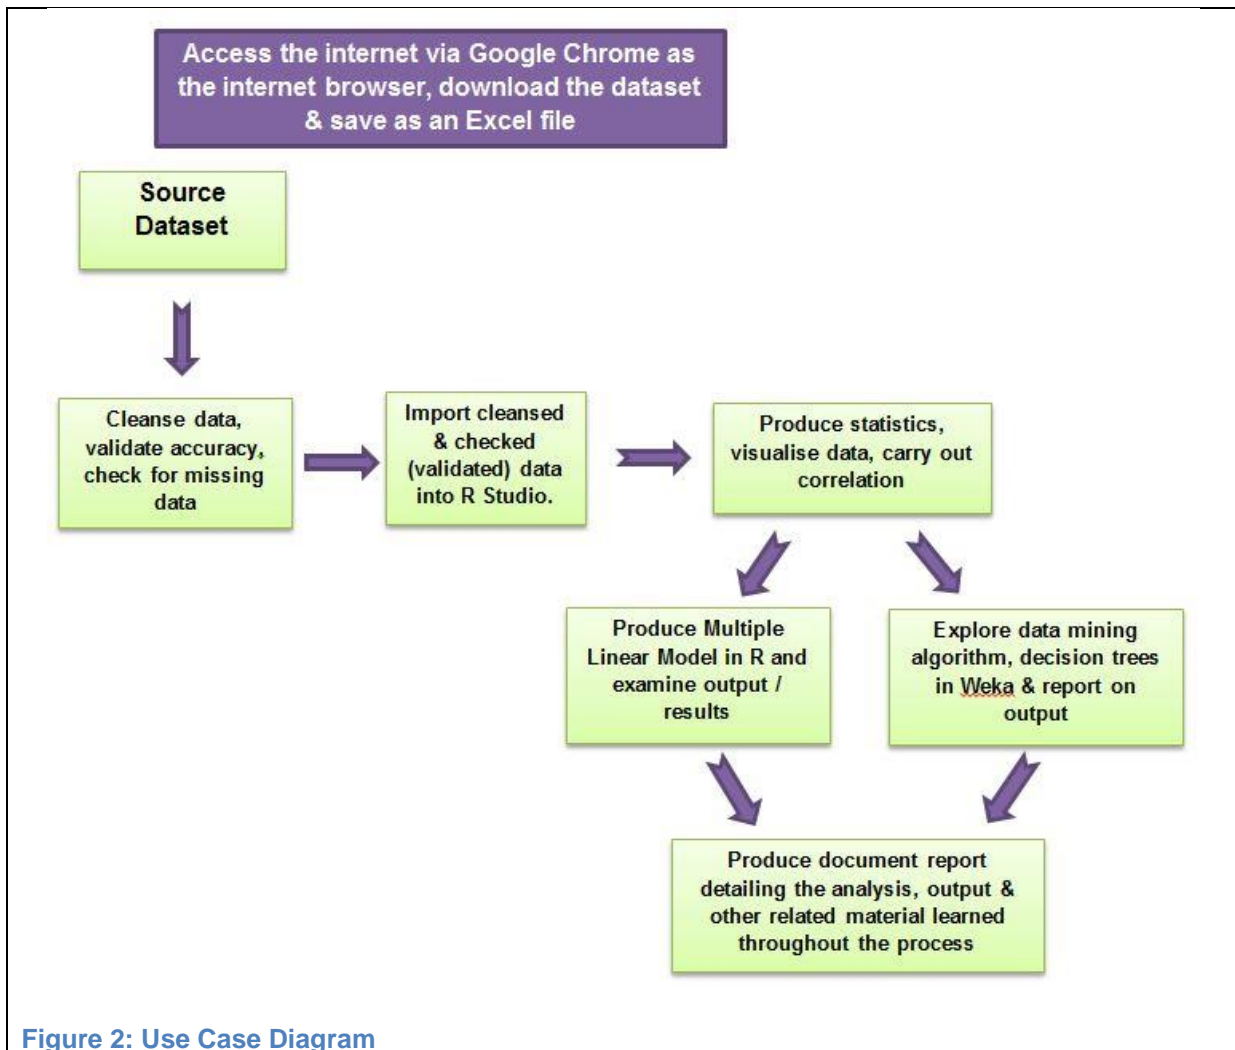 Access the internet via Google Chrome as
the internet browser, download the dataset
& save as an Excel file
Source
Dataset
Cleanse data,
validate accuracy,
check for missing
data
Import cleansed
& checked
(validated) data
into R Studio.
Produce statistics,
visualise data, carry out
correlation
Produce Multiple
Linear Model in R and
examine output /
results
Explore data mining
algorithm, decision trees
in Weka & report on
output
Produce document report
detailing the analysis, output &
other related material learned
throughout the process
Figure 2: Use Case Diagram